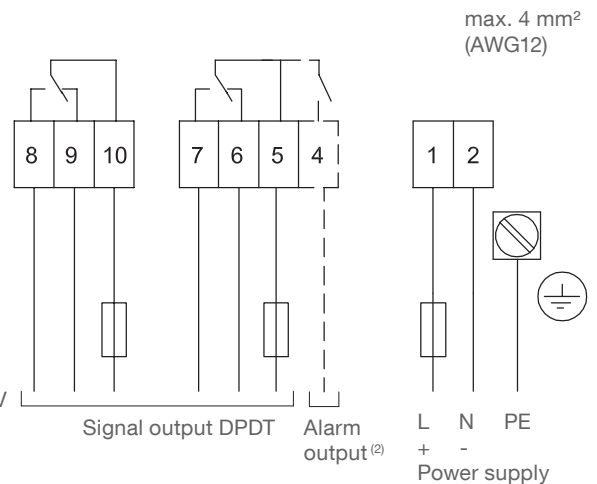 max. 4 mm²
(AWG12)
8 9 10 7 6 5 4 1 2
V
Signal output DPDT
Alarm
output (2)
L N PE
+ -
Power supply